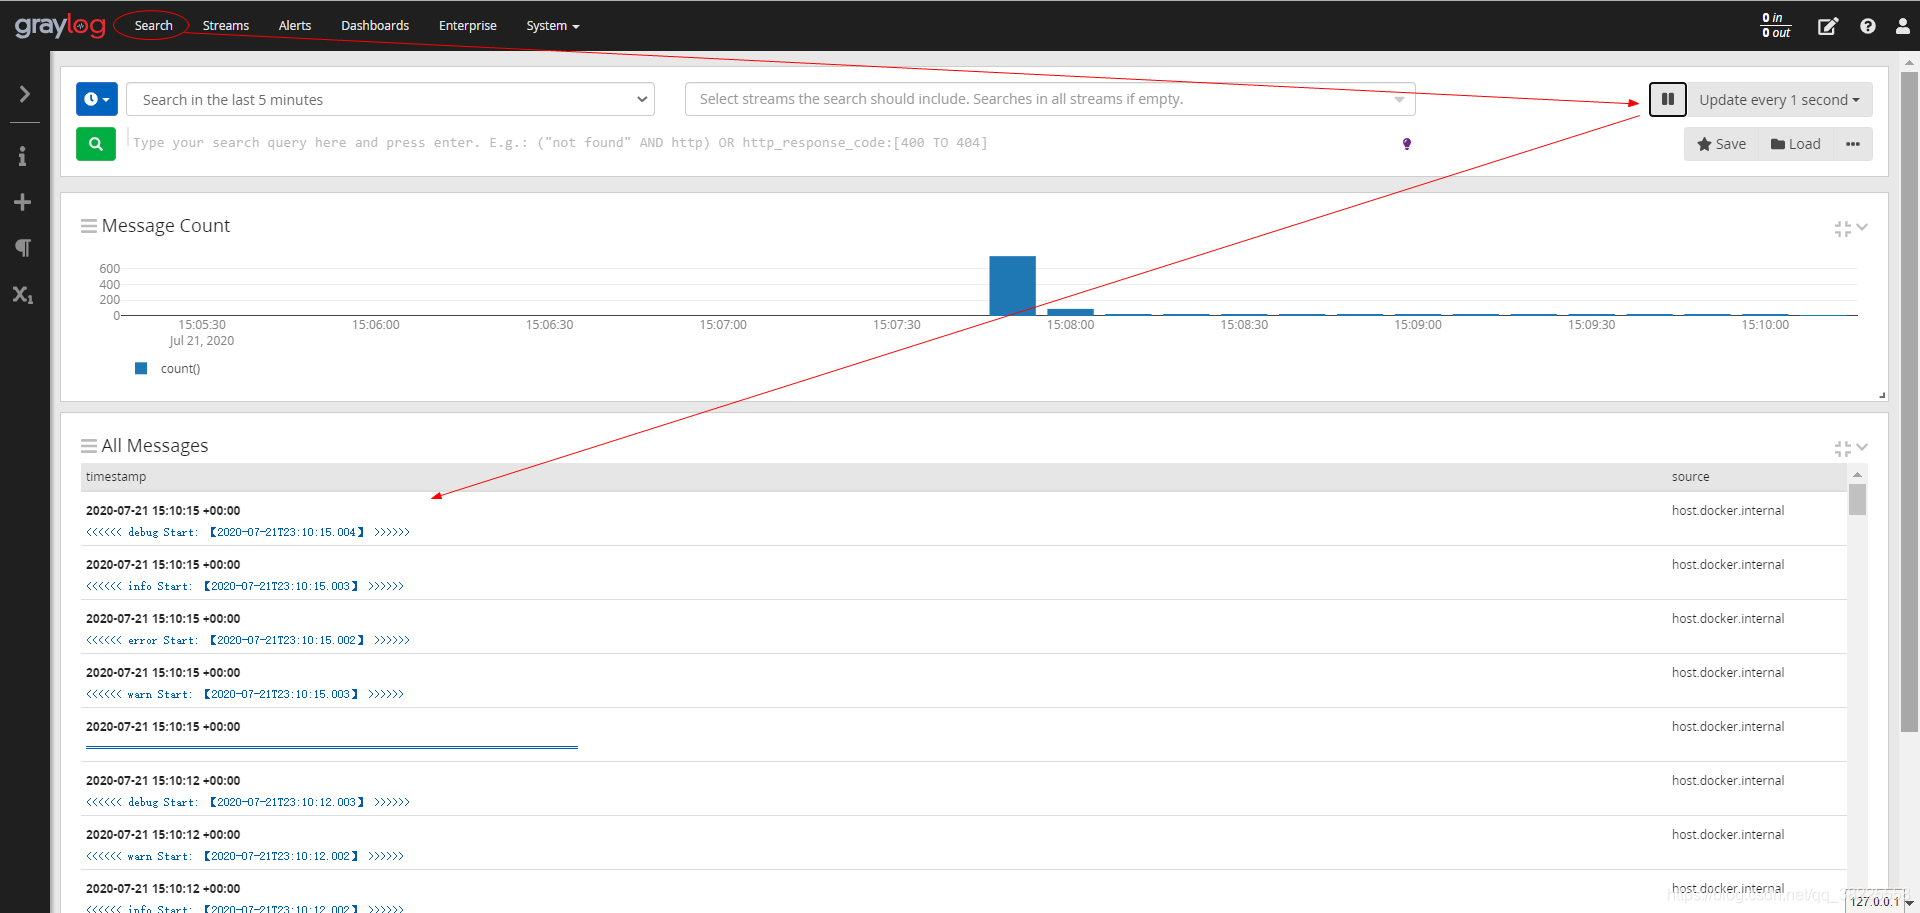 graylog Search Streams Alerts Dashboards Enterprise System 0 in
0 out
Search in the last 5 minutes Select streams the search should include. Searches in all streams if empty. Update every 1 second
Type your search query here and press enter. E.g.: ("not found" AND http) OR http_response_code:[400 TO 404] Save Load
Message Count
600
400
200
0
15:05:30 15:06:00 15:06:30 15:07:00 15:07:30 15:08:00 15:08:30 15:09:00 15:09:30 15:10:00
Jul 21, 2020
count()
All Messages
timestamp source
2020-07-21 15:10:15 +00:00 host.docker.internal
<<<<<< debug Start: 【2020-07-21T23:10:15.004】 >>>>>>
2020-07-21 15:10:15 +00:00 host.docker.internal
<<<<<< info Start: 【2020-07-21T23:10:15.003】 >>>>>>
2020-07-21 15:10:15 +00:00 host.docker.internal
<<<<<< error Start: 【2020-07-21T23:10:15.002】 >>>>>>
2020-07-21 15:10:15 +00:00 host.docker.internal
<<<<<< warn Start: 【2020-07-21T23:10:15.003】 >>>>>>
2020-07-21 15:10:15 +00:00 host.docker.internal
2020-07-21 15:10:12 +00:00 host.docker.internal
<<<<<< debug Start: 【2020-07-21T23:10:12.003】 >>>>>>
2020-07-21 15:10:12 +00:00 host.docker.internal
<<<<<< warn Start: 【2020-07-21T23:10:12.002】 >>>>>>
2020-07-21 15:10:12 +00:00 host.docker.internal
<<<<<< info Start: 【2020-07-21T23:10:12.002】 >>>>>>
127.0.0.1